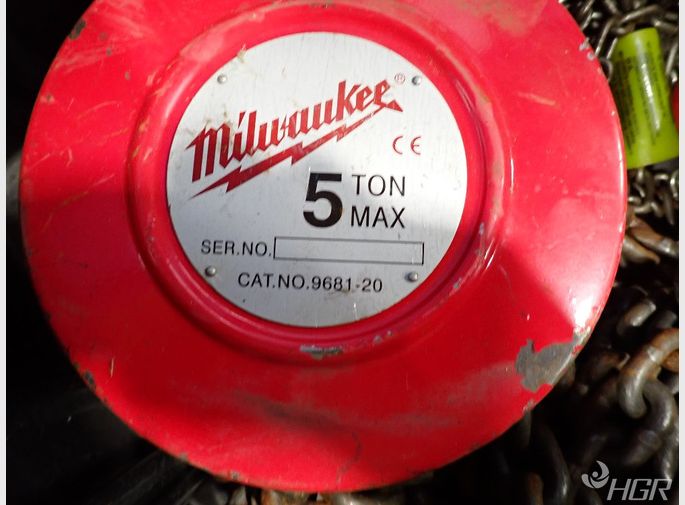 Milwaukee®
CE
5 TON
MAX
SER.NO.
CAT.NO.9681-20
HGR